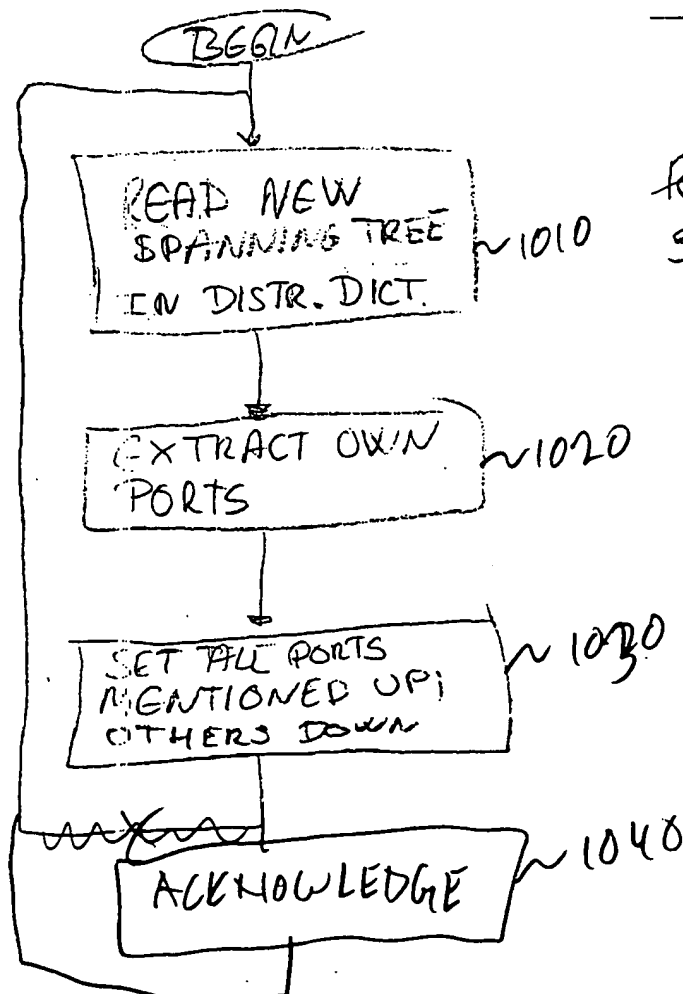 BEGIN
READ NEW
SPANNING TREE
IN DISTR. DICT.
~1010
EXTRACT OWN
PORTS
~1020
SET ALL PORTS
MENTIONED UP;
OTHERS DOWN
~1030
ACKNOWLEDGE
~1040